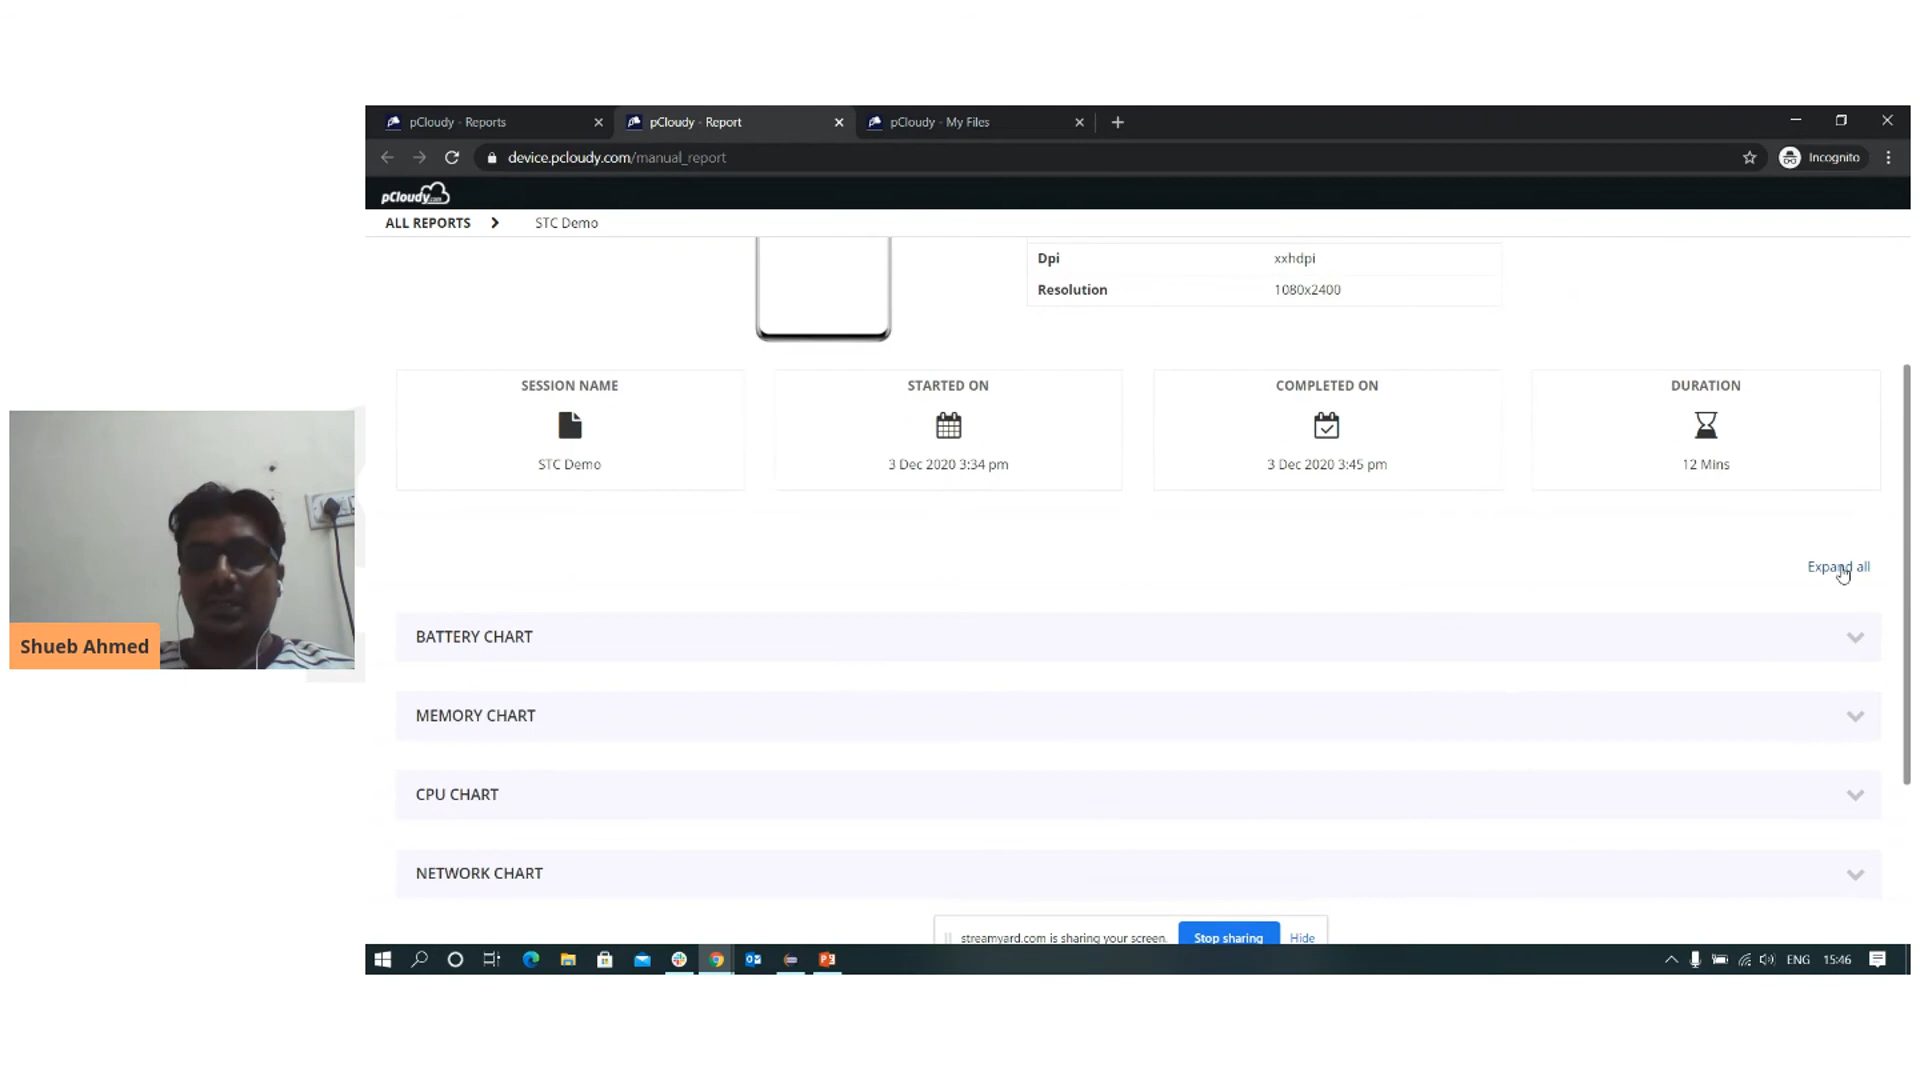 pCloudy - Reports
pCloudy - Report
pCloudy - My Files
device.pcloudy.com/manual_report
Incognito
pCloudy.com
ALL REPORTS
STC Demo
Dpi xxhdpi
Resolution 1080x2400
SESSION NAME
STC Demo
STARTED ON
3 Dec 2020 3:34 pm
COMPLETED ON
3 Dec 2020 3:45 pm
DURATION
12 Mins
Expand all
Shueb Ahmed
BATTERY CHART
MEMORY CHART
CPU CHART
NETWORK CHART
streamyard.com is sharing your screen. Stop sharing Hide
ENG 15:46